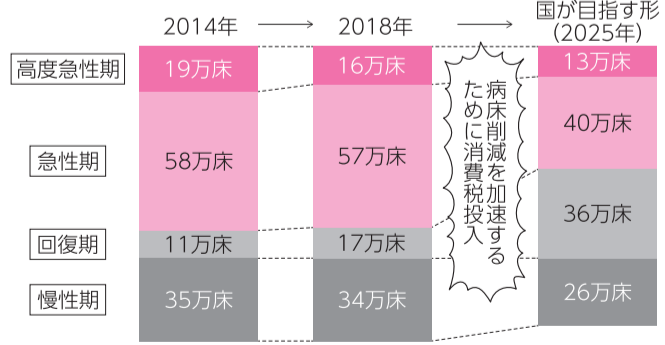 2014年
2018年
国が目指す形
(2025年)
高度急性期
19万床
16万床
13万床
急性期
58万床
57万床
40万床
回復期
11万床
17万床
36万床
慢性期
35万床
34万床
26万床
病床削減を加速する
ために消費税投入